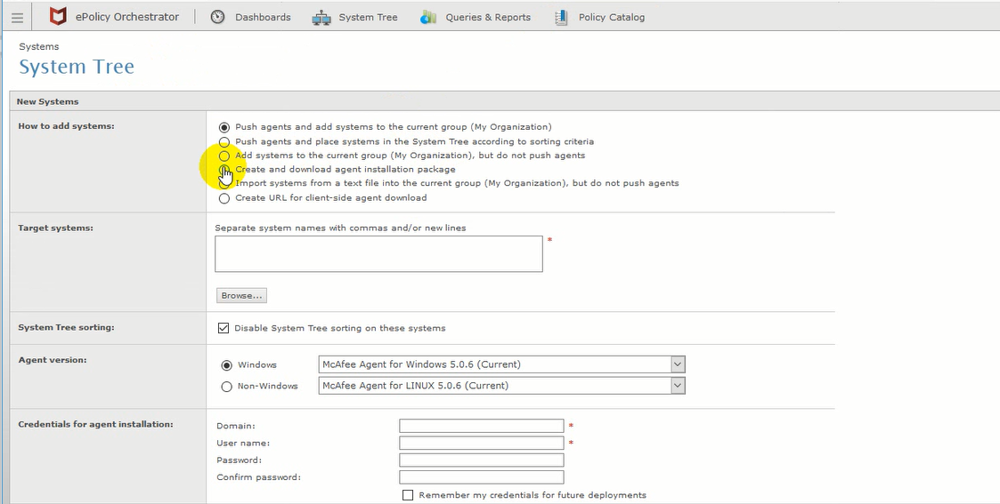 ePolicy Orchestrator Dashboards System Tree Queries & Reports Policy Catalog
Systems
System Tree
New Systems
How to add systems:
Push agents and add systems to the current group (My Organization)
Push agents and place systems in the System Tree according to sorting criteria
Add systems to the current group (My Organization), but do not push agents
Create and download agent installation package
Import systems from a text file into the current group (My Organization), but do not push agents
Create URL for client-side agent download
Target systems:
Separate system names with commas and/or new lines
*
Browse...
System Tree sorting:
Disable System Tree sorting on these systems
Agent version:
Windows McAfee Agent for Windows 5.0.6 (Current)
Non-Windows McAfee Agent for LINUX 5.0.6 (Current)
Credentials for agent installation:
Domain: *
User name: *
Password:
Confirm password:
Remember my credentials for future deployments